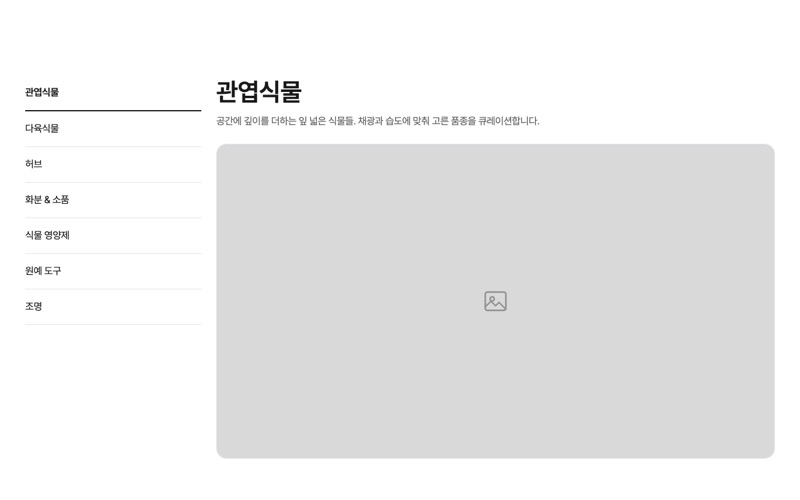 관엽식물
다육식물
허브
화분 & 소품
식물 영양제
원예 도구
조명
관엽식물
공간에 깊이를 더하는 잎 넓은 식물들. 채광과 습도에 맞춰 고른 품종을 큐레이션합니다.